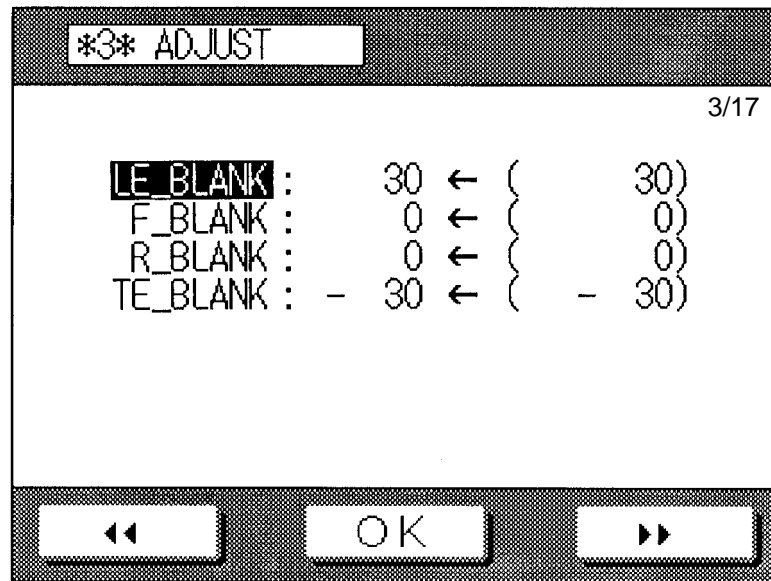 *3* ADJUST
3/17
LE_BLANK : 30 ← ( 30)
F_BLANK : 0 ← ( 0)
R_BLANK : 0 ← ( 0)
TE_BLANK : - 30 ← ( - 30)
OK